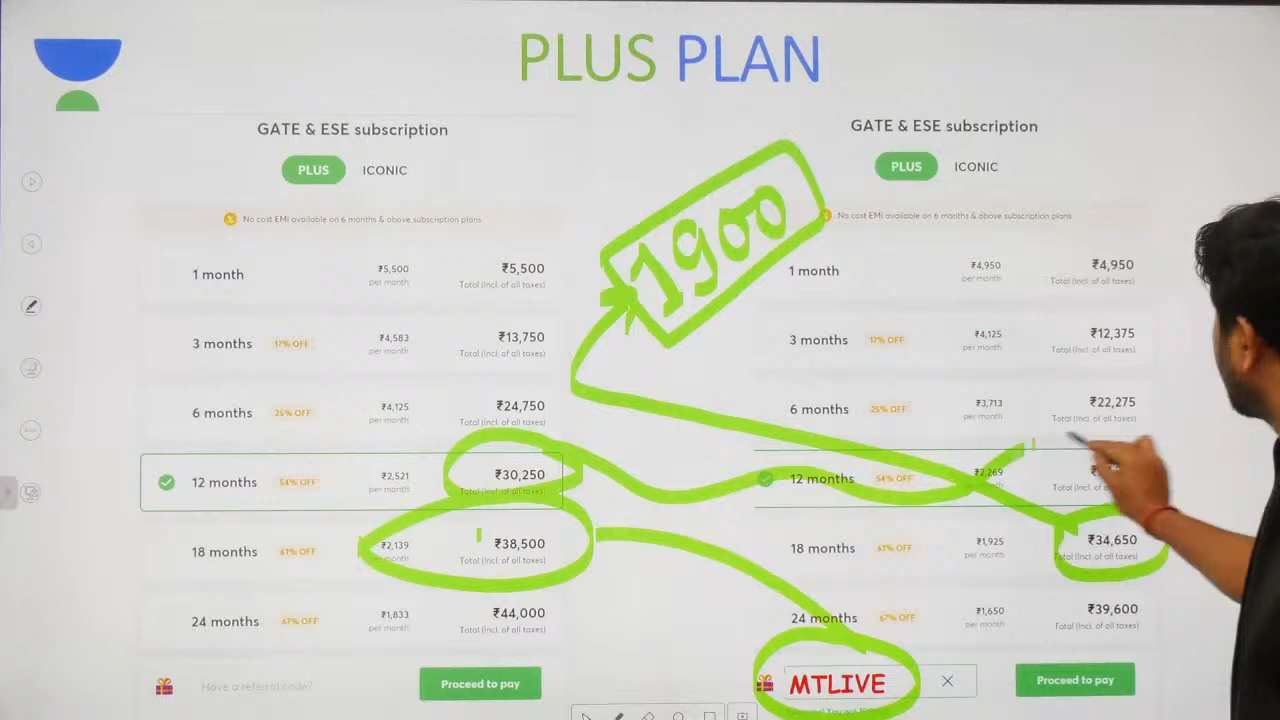 PLUS PLAN
GATE & ESE subscription
PLUS ICONIC
No cost EMI available on 6 months & above subscription plans
1 month ₹5,500 per month ₹5,500 Total (Incl. of all taxes)
3 months 17% OFF ₹4,583 per month ₹13,750 Total (Incl. of all taxes)
6 months 25% OFF ₹4,125 per month ₹24,750 Total (Incl. of all taxes)
12 months 54% OFF ₹2,521 per month ₹30,250 Total (Incl. of all taxes)
18 months 61% OFF ₹2,139 per month ₹38,500 Total (Incl. of all taxes)
24 months 67% OFF ₹1,833 per month ₹44,000 Total (Incl. of all taxes)
Have a referral code? Proceed to pay
1900
GATE & ESE subscription
PLUS ICONIC
No cost EMI available on 6 months & above subscription plans
1 month ₹4,950 per month ₹4,950 Total (Incl. of all taxes)
3 months 17% OFF ₹4,125 per month ₹12,375 Total (Incl. of all taxes)
6 months 25% OFF ₹3,713 per month ₹22,275 Total (Incl. of all taxes)
12 months 54% OFF ₹2,269 per month
18 months 61% OFF ₹1,925 per month ₹34,650 Total (Incl. of all taxes)
24 months 67% OFF ₹1,650 per month ₹39,600 Total (Incl. of all taxes)
MTLIVE Proceed to pay